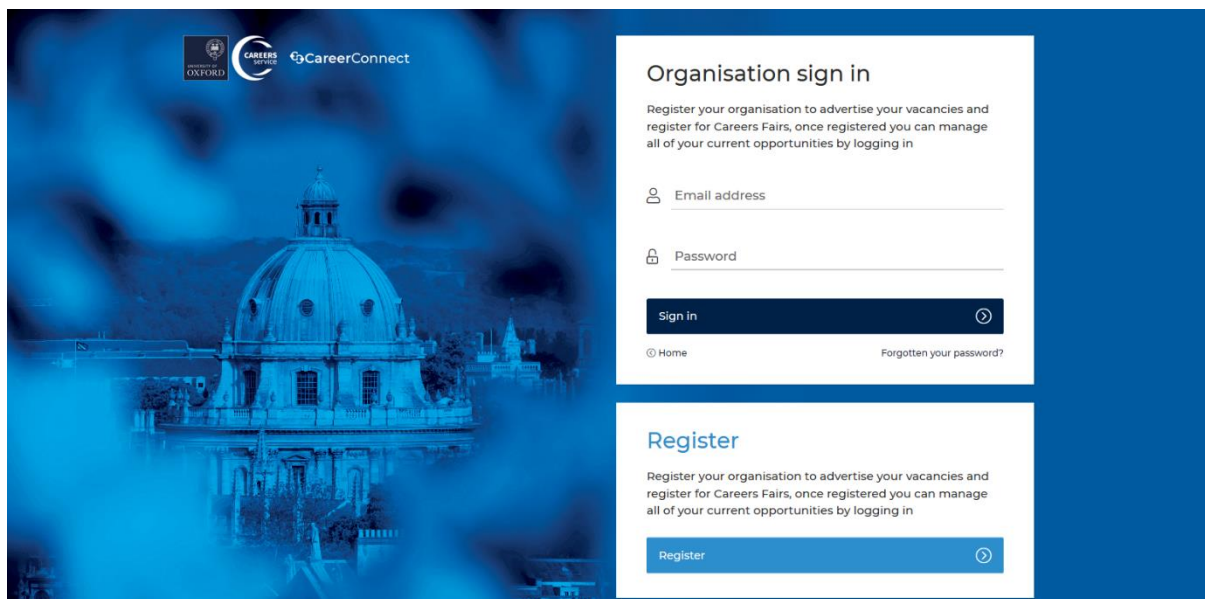 UNIVERSITY OF
OXFORD
CAREERS
service
CareerConnect
Organisation sign in
Register your organisation to advertise your vacancies and
register for Careers Fairs, once registered you can manage
all of your current opportunities by logging in
Email address
Password
Sign in
Home
Forgotten your password?
Register
Register your organisation to advertise your vacancies and
register for Careers Fairs, once registered you can manage
all of your current opportunities by logging in
Register